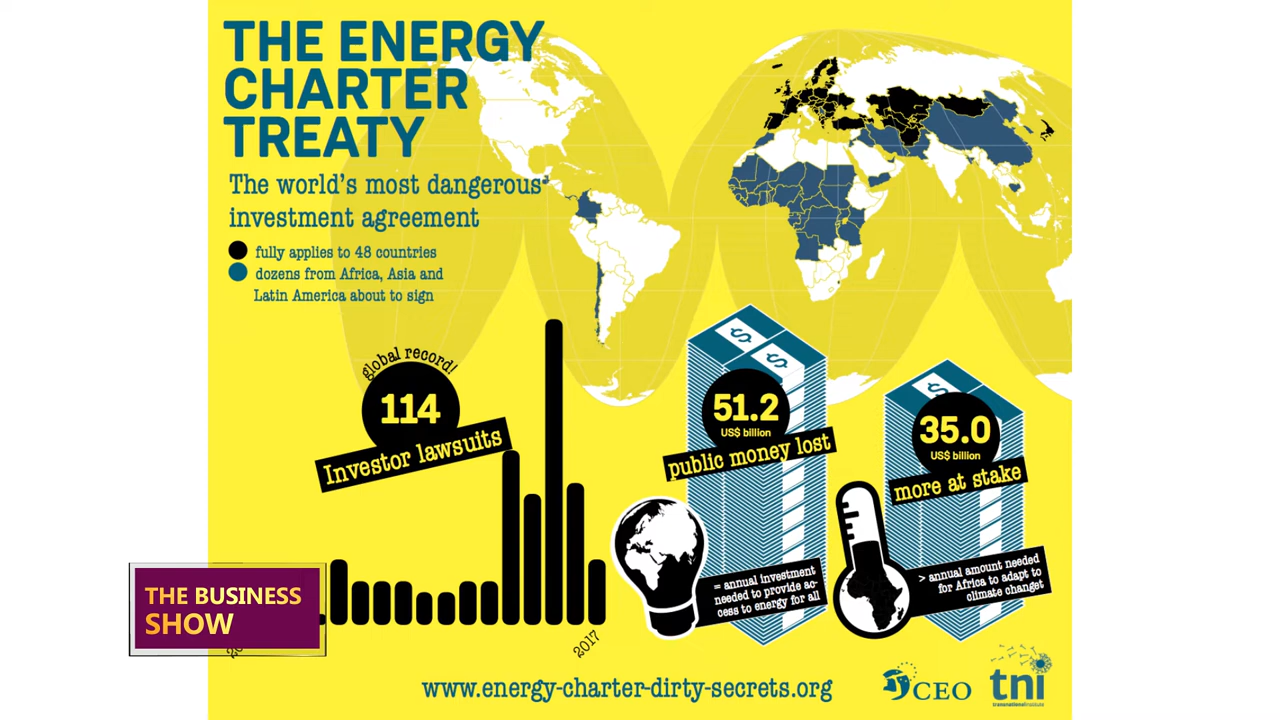 THE ENERGY
CHARTER
TREATY
The world's most dangerous
investment agreement
fully applies to 48 countries
dozens from Africa, Asia and
Latin America about to sign
global record!
114
Investor lawsuits
2017
$
$
51.2
US$ billion
public money lost
= annual investment
needed to provide ac-
cess to energy for all
35.0
US$ billion
more at stake
> annual amount needed
for Africa to adapt to
climate change†
THE BUSINESS
SHOW
www.energy-charter-dirty-secrets.org
CEO
tni
transnationalinstitute